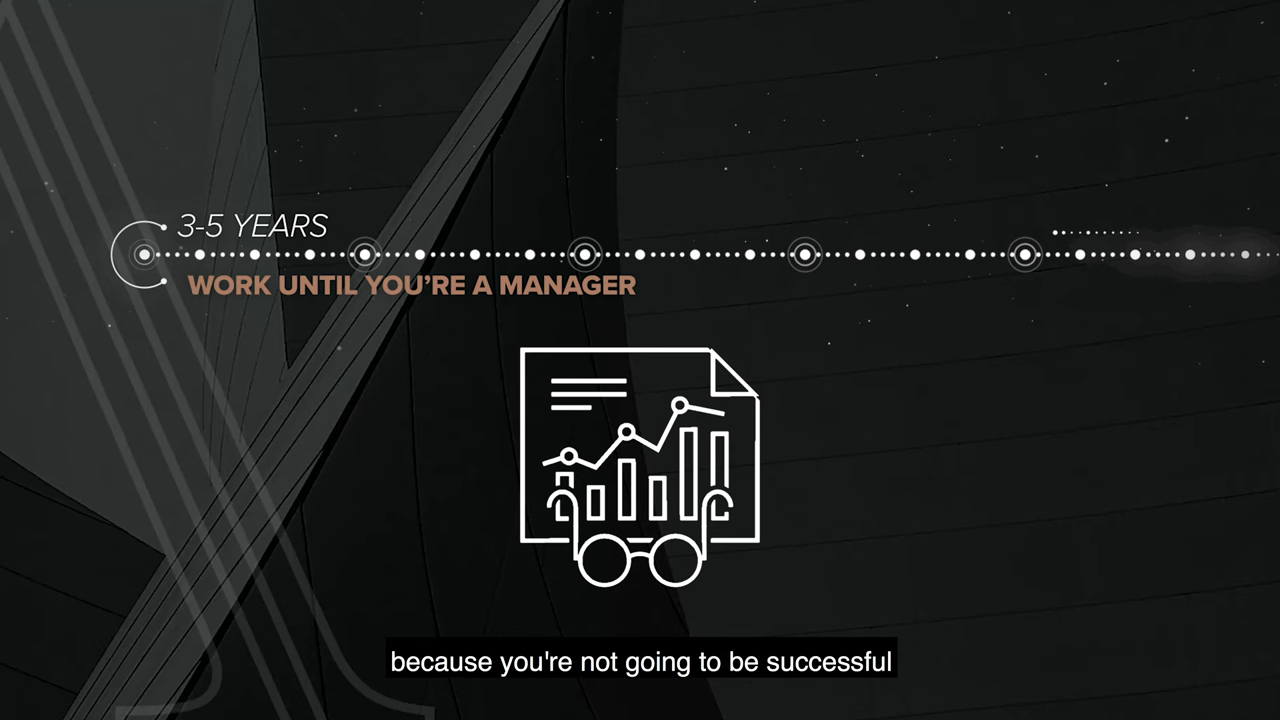 3-5 YEARS
WORK UNTIL YOU’RE A MANAGER
because you're not going to be successful